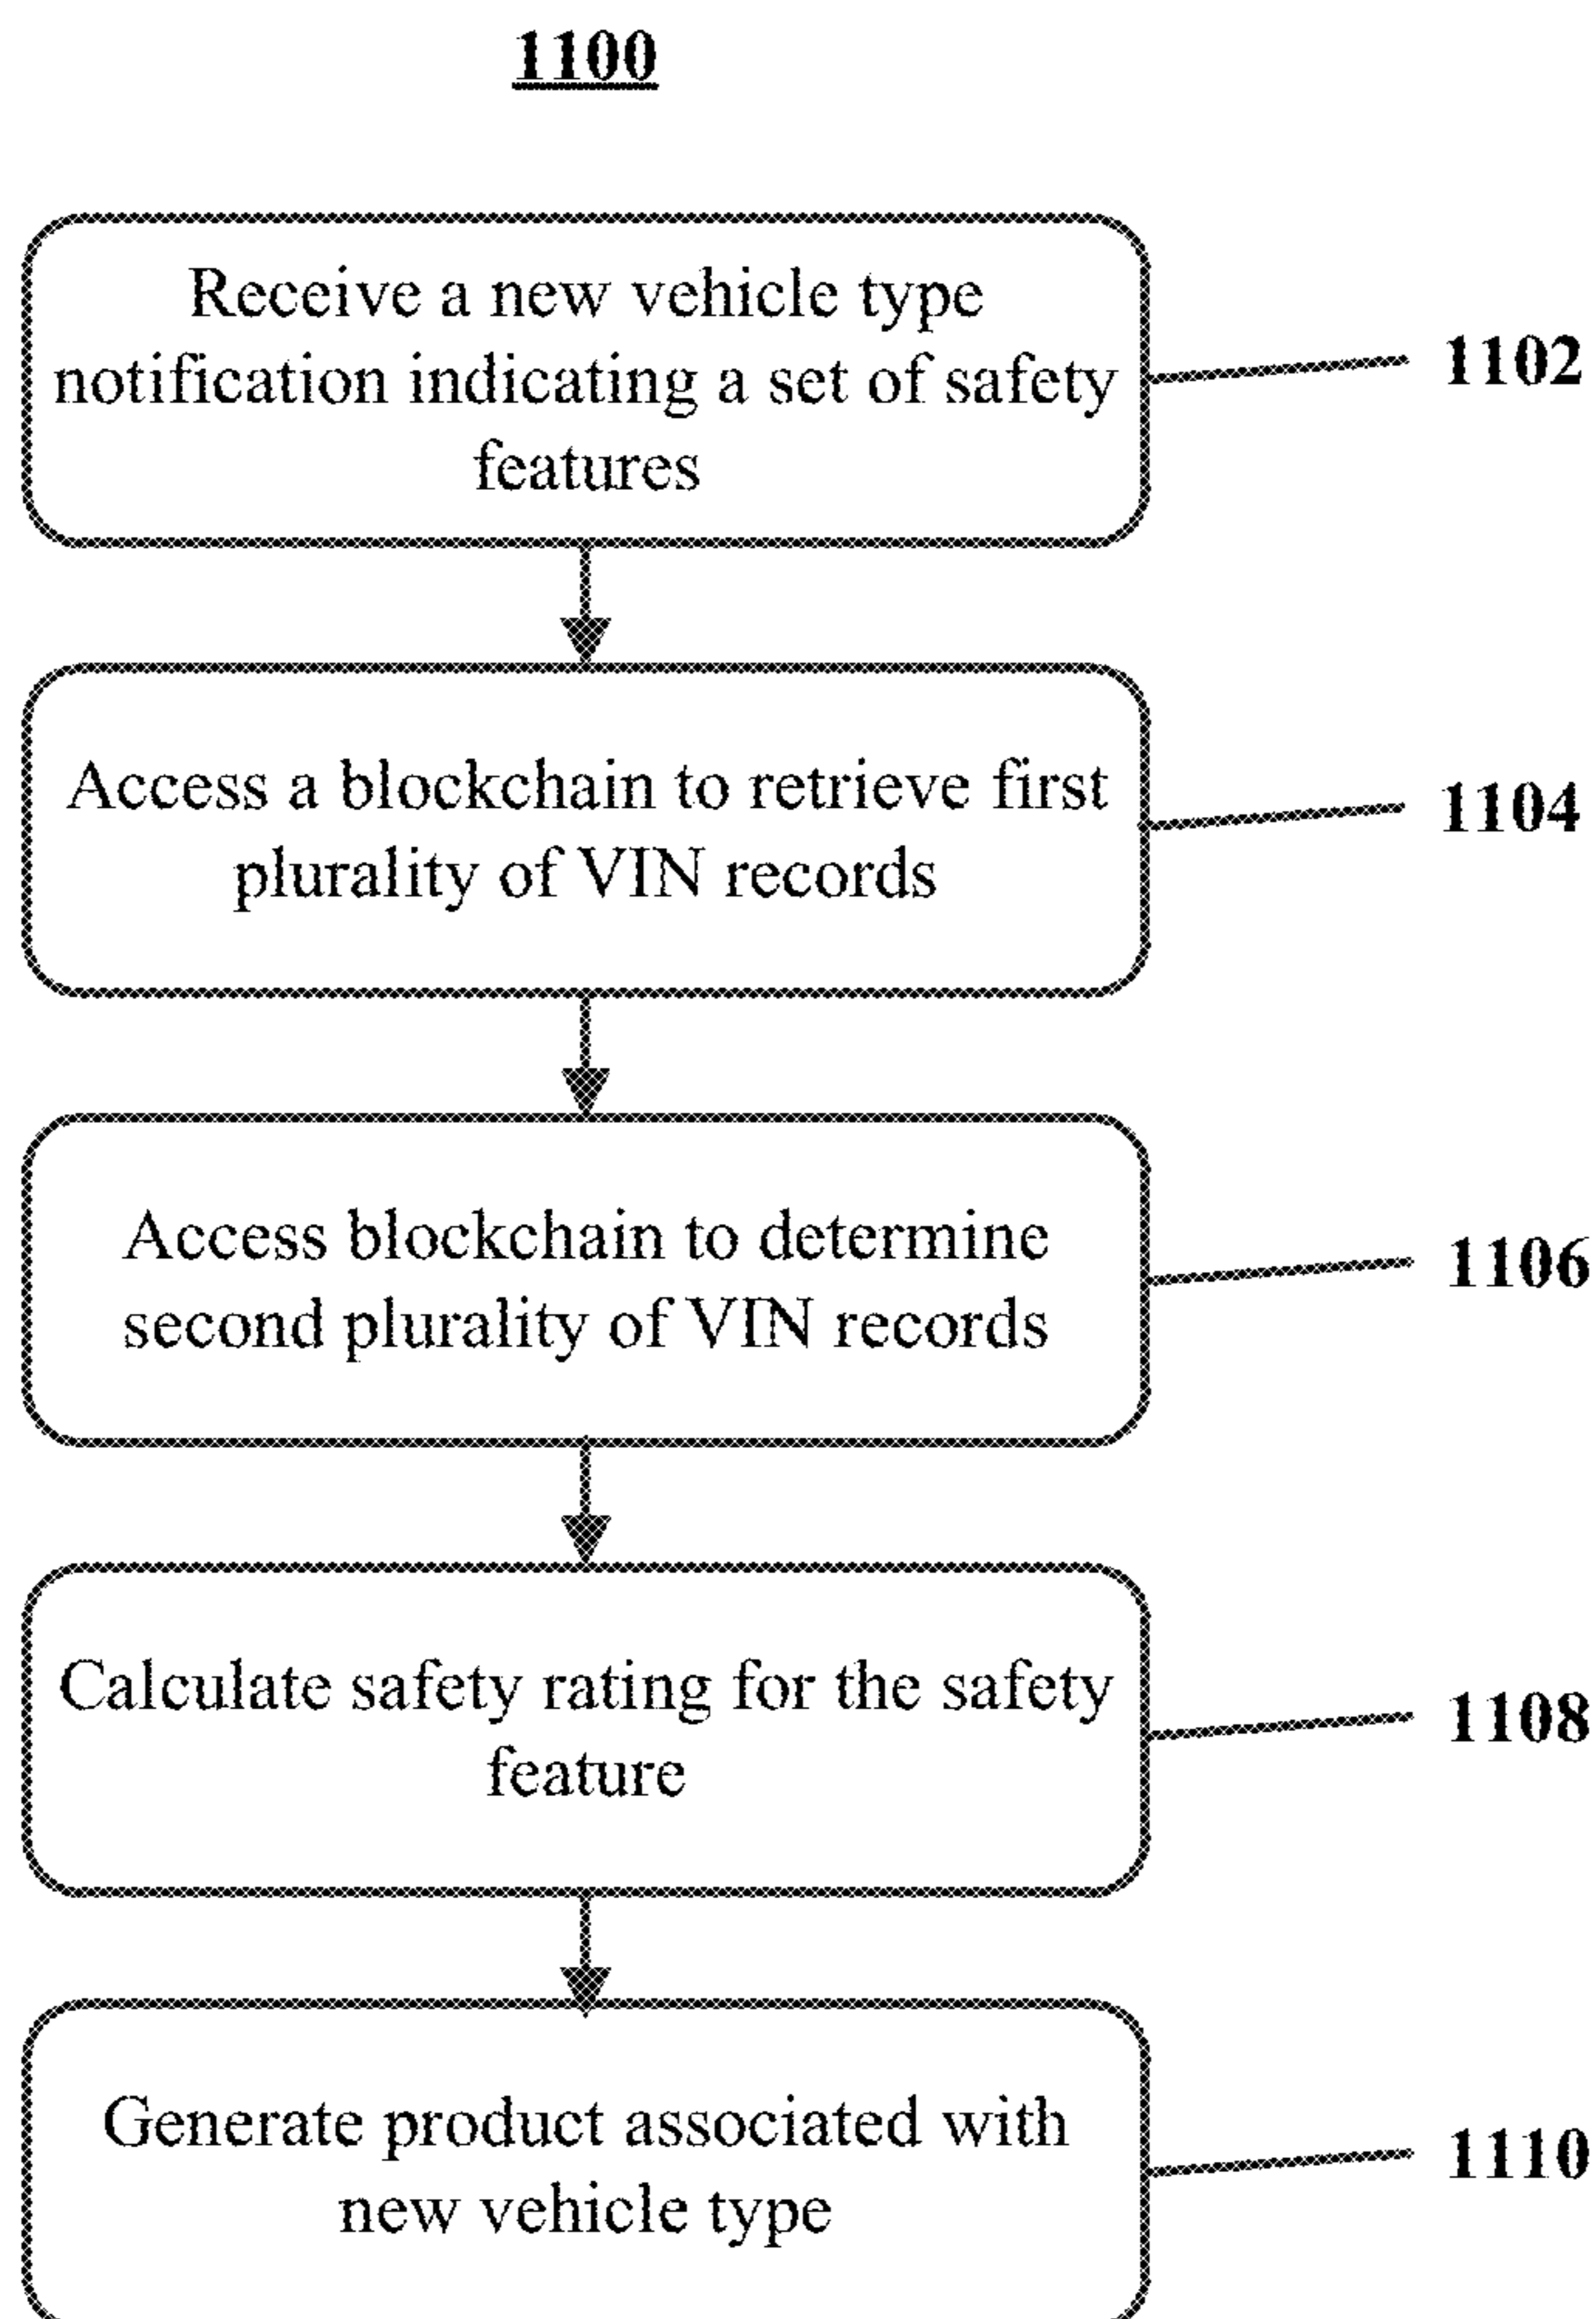 1100
Receive a new vehicle type
notification indicating a set of safety
features
1102
Access a blockchain to retrieve first
plurality of VIN records
1104
Access blockchain to determine
second plurality of VIN records
1106
Calculate safety rating for the safety
feature
1108
Generate product associated with
new vehicle type
1110